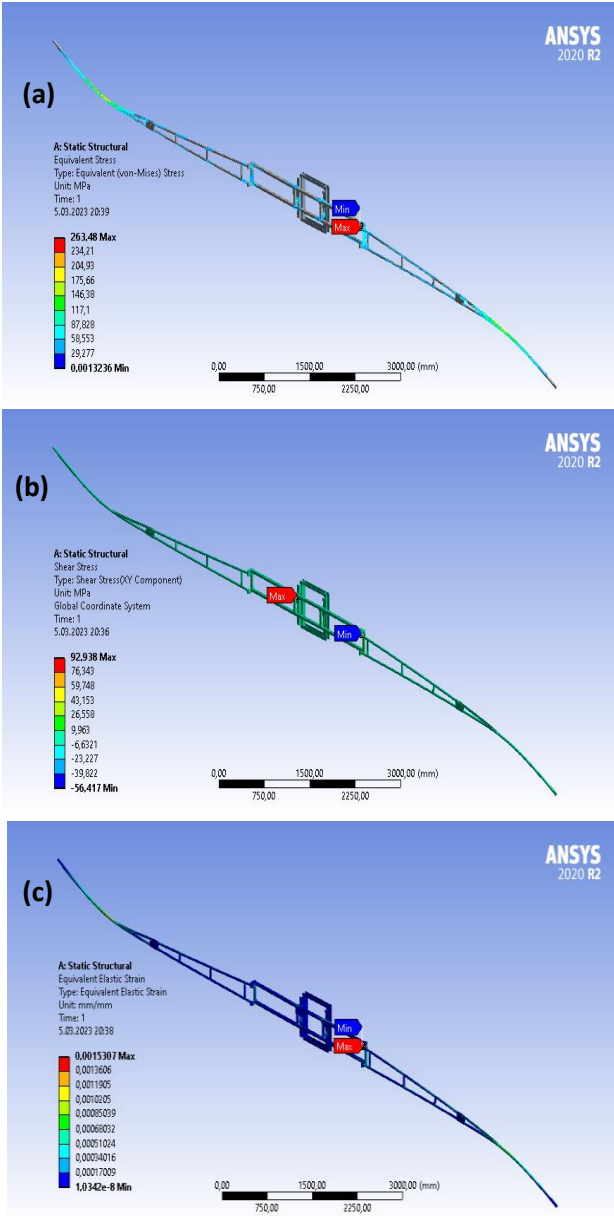 ANSYS
2020 R2
(a)
A: Static Structural
Equivalent Stress
Type: Equivalent (von-Mises) Stress
Unit: MPa
Time: 1
5.03.2023 20:39
263,48 Max
234,21
204,93
175,66
146,38
117,1
87,828
58,553
29,277
0,0013236 Min
Min
Max
0,00 1500,00 3000,00 (mm)
750,00 2250,00
ANSYS
2020 R2
(b)
A: Static Structural
Shear Stress
Type: Shear Stress(XY Component)
Unit: MPa
Global Coordinate System
Time: 1
5.03.2023 20:36
92,938 Max
76,343
59,748
43,153
26,558
9,963
-6,6321
-23,227
-39,822
-56,417 Min
Max
Min
0,00 1500,00 3000,00 (mm)
750,00 2250,00
ANSYS
2020 R2
(c)
A: Static Structural
Equivalent Elastic Strain
Type: Equivalent Elastic Strain
Unit: mm/mm
Time: 1
5.03.2023 20:38
0,0015307 Max
0,0013606
0,0011905
0,0010205
0,00085039
0,00068032
0,00051024
0,00034016
0,00017009
1,0342e-8 Min
Min
Max
0,00 1500,00 3000,00 (mm)
750,00 2250,00